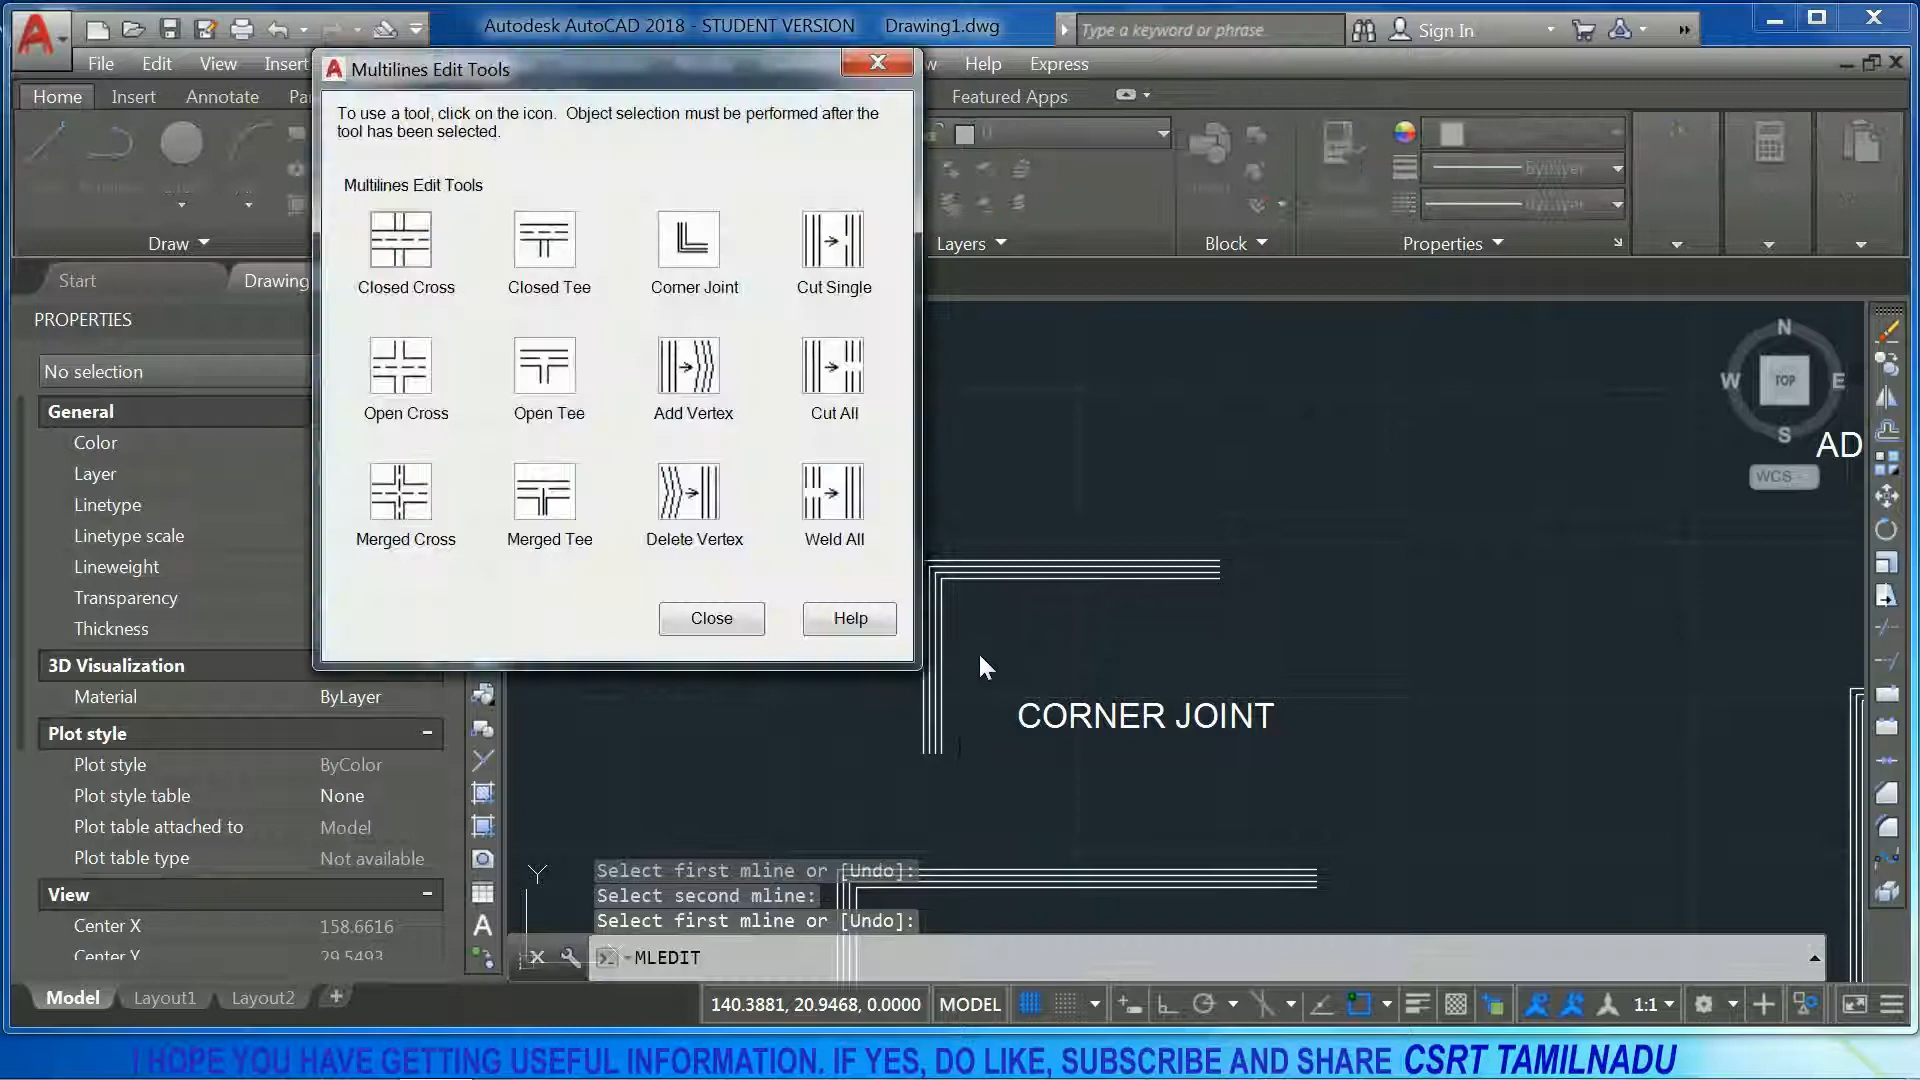 Autodesk AutoCAD 2018 - STUDENT VERSION Drawing1.dwg
Type a keyword or phrase
Sign In
File Edit View Insert
Help Express
Home Insert Annotate Pa
Featured Apps
Draw
Layers
Block
Properties
ByLayer
ByLayer
Start
Drawing
Multilines Edit Tools
To use a tool, click on the icon. Object selection must be performed after the
tool has been selected.
Multilines Edit Tools
Closed Cross Closed Tee Corner Joint Cut Single
Open Cross Open Tee Add Vertex Cut All
Merged Cross Merged Tee Delete Vertex Weld All
Close Help
PROPERTIES
No selection
General
Color
Layer
Linetype
Linetype scale
Lineweight
Transparency
Thickness
3D Visualization
Material ByLayer
Plot style
Plot style ByColor
Plot style table None
Plot table attached to Model
Plot table type Not available
View
Center X 158.6616
Center Y 29.5493
N
W TOP E
S
WCS
AD
CORNER JOINT
Y
Select first mline or [Undo]:
Select second mline:
Select first mline or [Undo]:
MLEDIT
Model Layout1 Layout2 +
140.3881, 20.9468, 0.0000 MODEL 1:1
I HOPE YOU HAVE GETTING USEFUL INFORMATION. IF YES, DO LIKE, SUBSCRIBE AND SHARE CSRT TAMILNADU